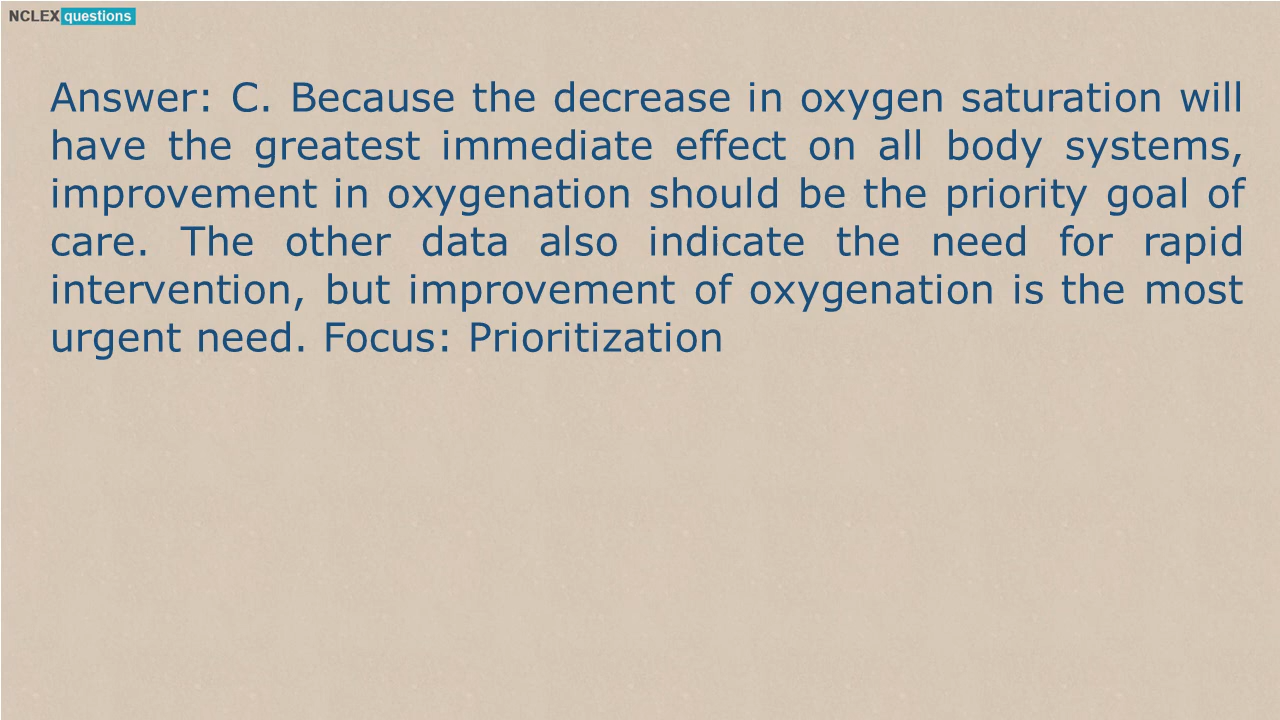 NCLEX questions
Answer: C. Because the decrease in oxygen saturation will
have the greatest immediate effect on all body systems,
improvement in oxygenation should be the priority goal of
care. The other data also indicate the need for rapid
intervention, but improvement of oxygenation is the most
urgent need. Focus: Prioritization